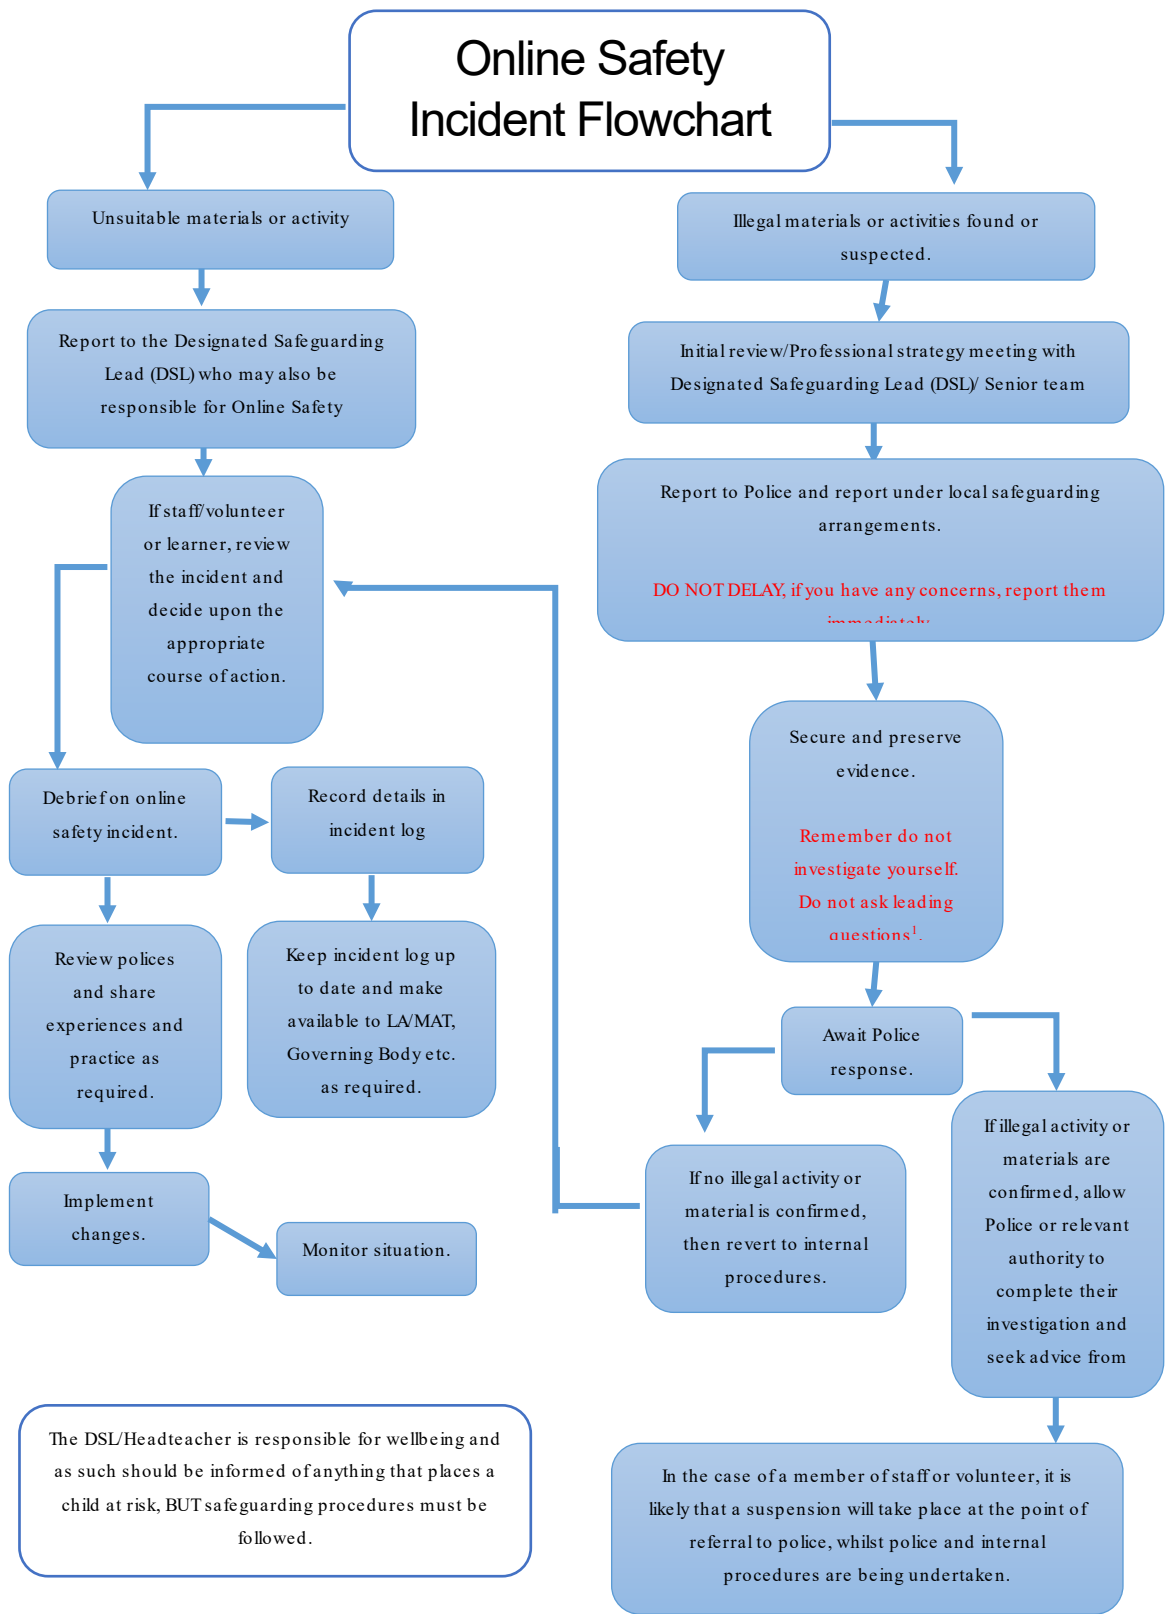 Online Safety
Incident Flowchart
Unsuitable materials or activity
Report to the Designated Safeguarding
Lead (DSL) who may also be
responsible for Online Safety
If staff/volunteer
or learner, review
the incident and
decide upon the
appropriate
course of action.
Debrief on online
safety incident.
Record details in
incident log
Review polices
and share
experiences and
practice as
required.
Keep incident log up
to date and make
available to LA/MAT,
Governing Body etc.
as required.
Implement
changes.
Monitor situation.
Illegal materials or activities found or
suspected.
Initial review/Professional strategy meeting with
Designated Safeguarding Lead (DSL)/ Senior team
Report to Police and report under local safeguarding
arrangements.
DO NOT DELAY, if you have any concerns, report them
immediately.
Secure and preserve
evidence.
Remember do not
investigate yourself.
Do not ask leading
questions¹.
Await Police
response.
If no illegal activity or
material is confirmed,
then revert to internal
procedures.
If illegal activity or
materials are
confirmed, allow
Police or relevant
authority to
complete their
investigation and
seek advice from
In the case of a member of staff or volunteer, it is
likely that a suspension will take place at the point of
referral to police, whilst police and internal
procedures are being undertaken.
The DSL/Headteacher is responsible for wellbeing and
as such should be informed of anything that places a
child at risk, BUT safeguarding procedures must be
followed.